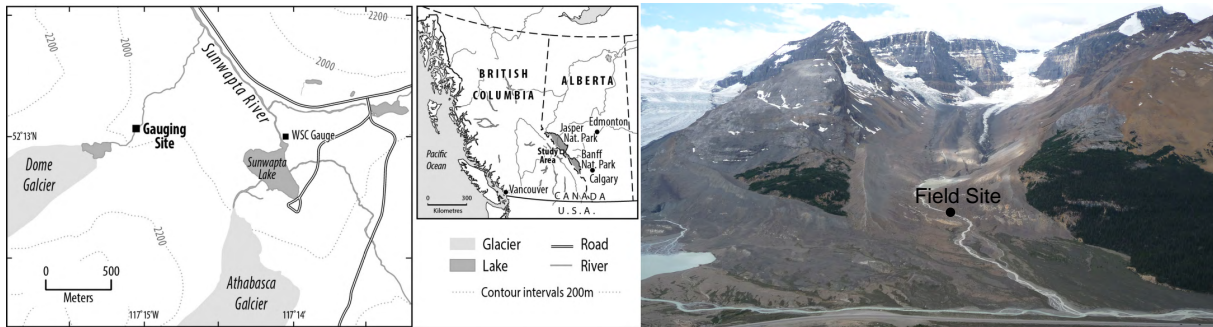 2200
2000
2000
Sunwapta River
52°13'N
Gauging
Site
WSC Gauge
Dome
Galcier
Sunwapta
Lake
2200
2200
0 500
Meters
Athabasca
Galcier
117°15'W
117°14'
BRITISH
COLUMBIA
ALBERTA
Edmonton
Jasper
Nat. Park
Study
Area
Banff
Nat. Park
Calgary
Pacific
Ocean
Vancouver
0 300
Kilometres
CANADA
U.S.A.
Glacier
Road
Lake
River
Contour intervals 200m
Field Site